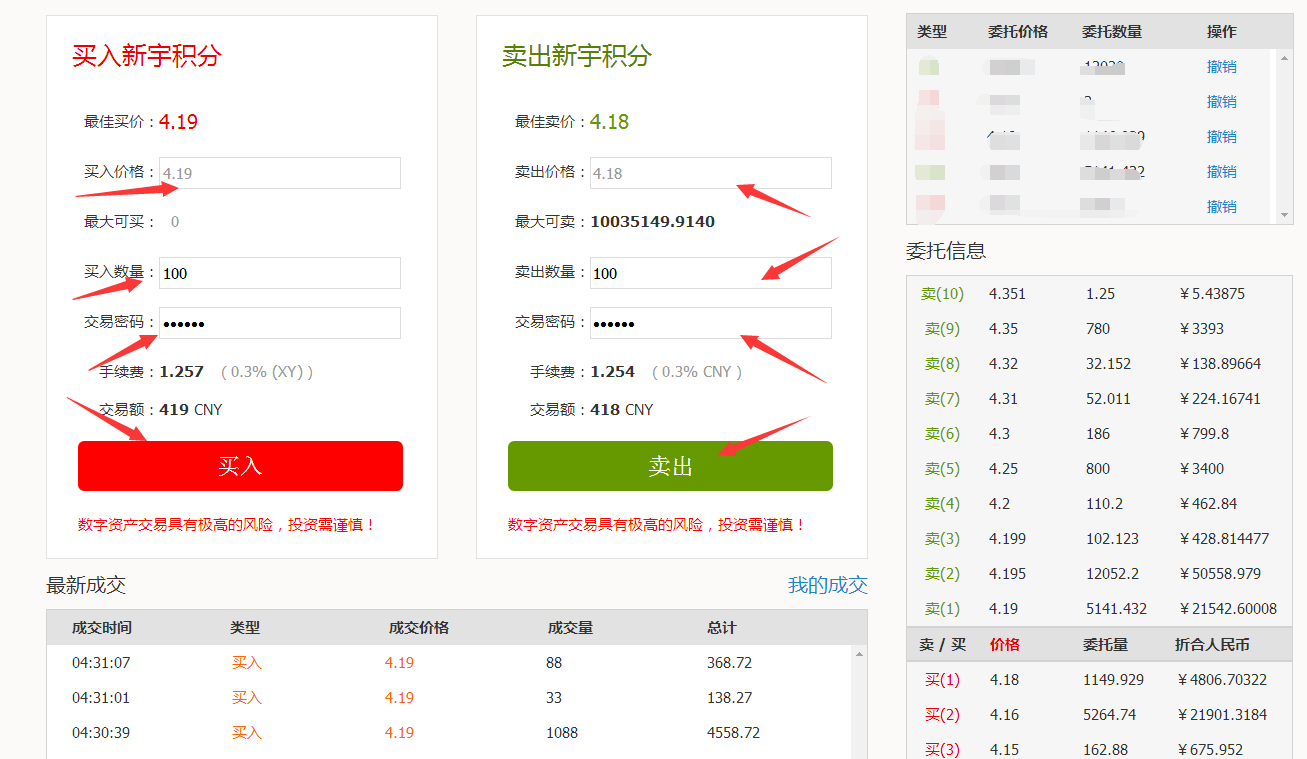 买入新宇积分
最佳买价：4.19
买入价格：4.19
最大可买： 0
买入数量：100
交易密码：••••••
手续费：1.257 （ 0.3% (XY) ）
交易额：419 CNY
买入
数字资产交易具有极高的风险，投资需谨慎！
卖出新宇积分
最佳卖价：4.18
卖出价格：4.18
最大可卖：10035149.9140
卖出数量：100
交易密码：••••••
手续费：1.254 （ 0.3% CNY ）
交易额：418 CNY
卖出
数字资产交易具有极高的风险，投资需谨慎！
最新成交 我的成交
成交时间 类型 成交价格 成交量 总计
04:31:07 买入 4.19 88 368.72
04:31:01 买入 4.19 33 138.27
04:30:39 买入 4.19 1088 4558.72
类型 委托价格 委托数量 操作
撤销
撤销
撤销
撤销
撤销
委托信息
卖(10) 4.351 1.25 ￥5.43875
卖(9) 4.35 780 ￥3393
卖(8) 4.32 32.152 ￥138.89664
卖(7) 4.31 52.011 ￥224.16741
卖(6) 4.3 186 ￥799.8
卖(5) 4.25 800 ￥3400
卖(4) 4.2 110.2 ￥462.84
卖(3) 4.199 102.123 ￥428.814477
卖(2) 4.195 12052.2 ￥50558.979
卖(1) 4.19 5141.432 ￥21542.60008
卖 / 买 价格 委托量 折合人民币
买(1) 4.18 1149.929 ￥4806.70322
买(2) 4.16 5264.74 ￥21901.3184
买(3) 4.15 162.88 ￥675.952